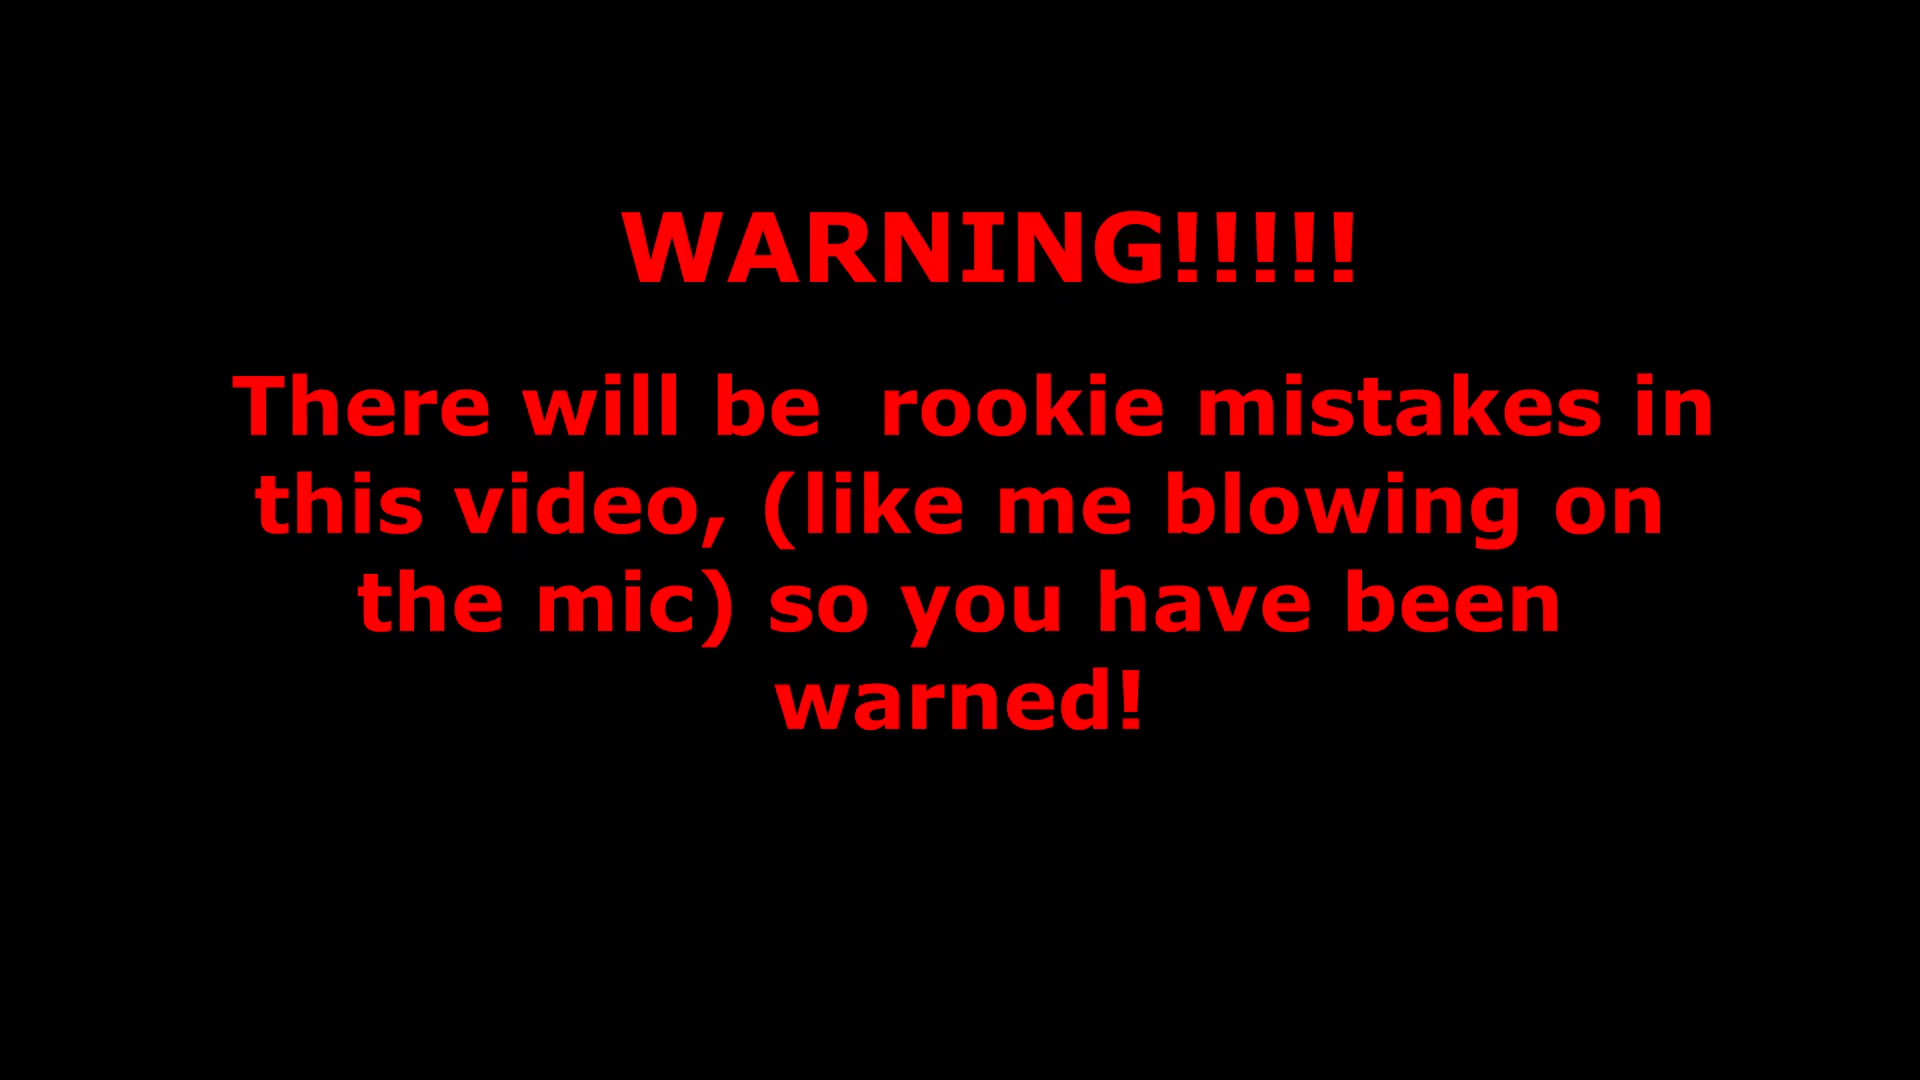 WARNING!!!!!
There will be  rookie mistakes in
this video, (like me blowing on
the mic) so you have been
warned!